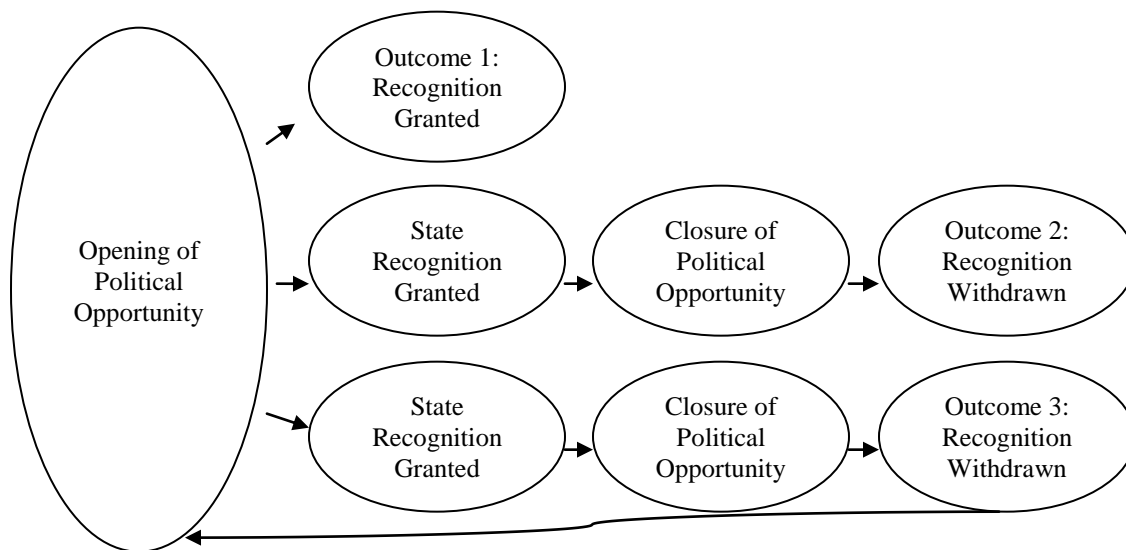 Opening of
Political
Opportunity
Outcome 1:
Recognition
Granted
State
Recognition
Granted
Closure of
Political
Opportunity
Outcome 2:
Recognition
Withdrawn
State
Recognition
Granted
Closure of
Political
Opportunity
Outcome 3:
Recognition
Withdrawn